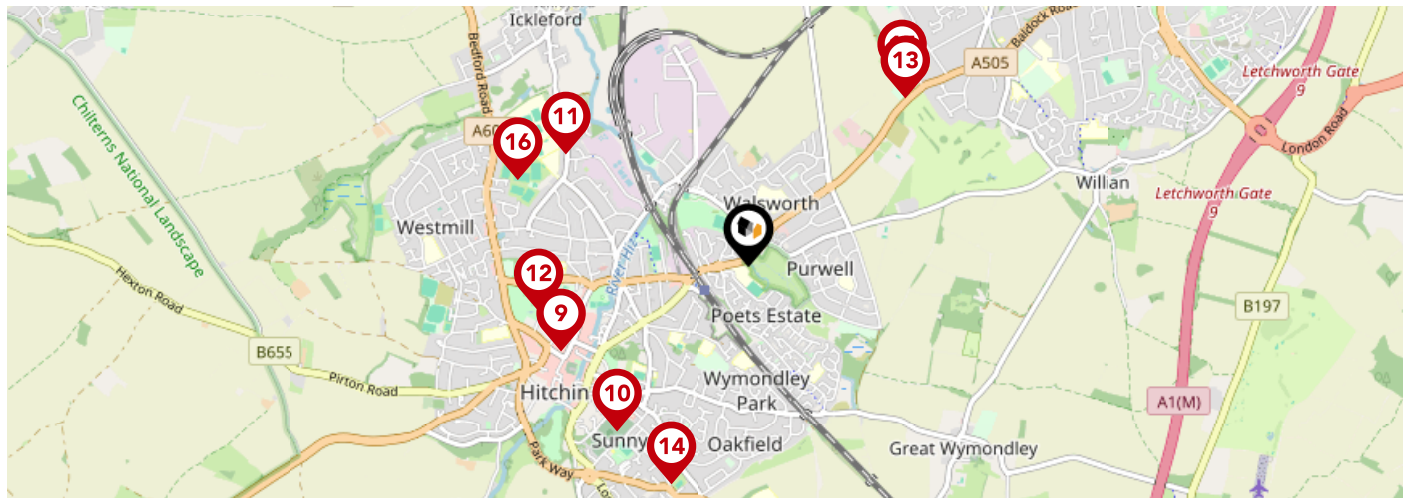 Ickleford
Bedford Road
Baldock Road
A505
Letchworth Gate
9
13
London Road
11
16
Chilterns National Landscape
Willian
Letchworth Gate
9
Walsworth
Westmill
River Hiz
12
Purwell
Hexton Road
9
Poets Estate
B197
B655
Pirton Road
Wymondley
Park
Hitchin
10
A1(M)
Sunny
14
Oakfield
Great Wymondley
Park Way